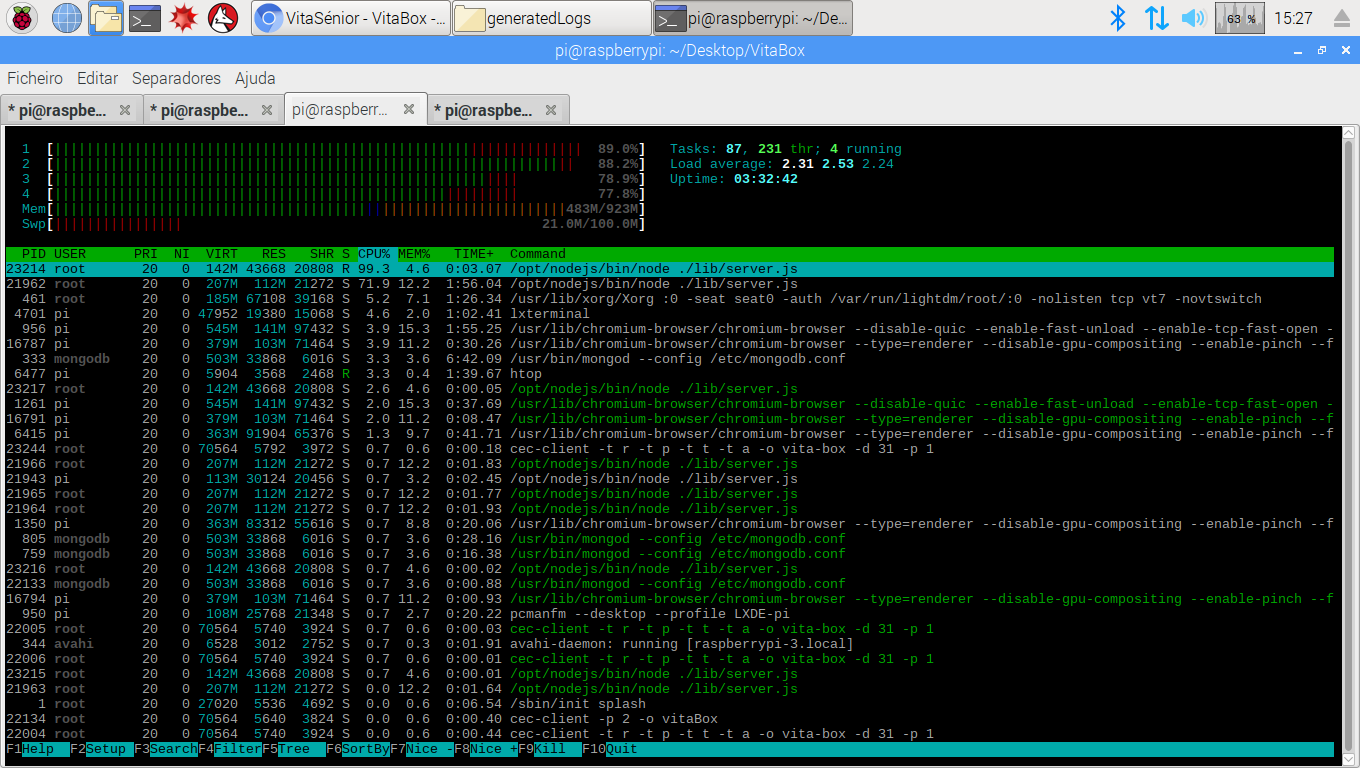 VitaSénior - VitaBox -... generatedLogs pi@raspberrypi: ~/De... 63 % 15:27
pi@raspberrypi: ~/Desktop/VitaBox
Ficheiro Editar Separadores Ajuda
* pi@raspbe... * pi@raspbe... pi@raspberr... * pi@raspbe...
1 [ 89.0%] Tasks: 87, 231 thr; 4 running
2 [ 88.2%] Load average: 2.31 2.53 2.24
3 [ 78.9%] Uptime: 03:32:42
4 [ 77.8%]
Mem[ 483M/923M]
Swp[ 21.0M/100.0M]
PID USER PRI NI VIRT RES SHR S CPU% MEM% TIME+ Command
23214 root 20 0 142M 43668 20808 R 99.3 4.6 0:03.07 /opt/nodejs/bin/node ./lib/server.js
21962 root 20 0 207M 112M 21272 S 71.9 12.2 1:56.04 /opt/nodejs/bin/node ./lib/server.js
461 root 20 0 185M 67108 39168 S 5.2 7.1 1:26.34 /usr/lib/xorg/Xorg :0 -seat seat0 -auth /var/run/lightdm/root/:0 -nolisten tcp vt7 -novtswitch
4701 pi 20 0 47952 19380 15068 S 4.6 2.0 1:02.41 lxterminal
956 pi 20 0 545M 141M 97432 S 3.9 15.3 1:55.25 /usr/lib/chromium-browser/chromium-browser --disable-quic --enable-fast-unload --enable-tcp-fast-open -
16787 pi 20 0 379M 103M 71464 S 3.9 11.2 0:30.26 /usr/lib/chromium-browser/chromium-browser --type=renderer --disable-gpu-compositing --enable-pinch --f
333 mongodb 20 0 503M 33868 6016 S 3.3 3.6 6:42.09 /usr/bin/mongod --config /etc/mongodb.conf
6477 pi 20 0 5904 3568 2468 R 3.3 0.4 1:39.67 htop
23217 root 20 0 142M 43668 20808 S 2.6 4.6 0:00.05 /opt/nodejs/bin/node ./lib/server.js
1261 pi 20 0 545M 141M 97432 S 2.0 15.3 0:37.69 /usr/lib/chromium-browser/chromium-browser --disable-quic --enable-fast-unload --enable-tcp-fast-open -
16791 pi 20 0 379M 103M 71464 S 2.0 11.2 0:08.47 /usr/lib/chromium-browser/chromium-browser --type=renderer --disable-gpu-compositing --enable-pinch --f
6415 pi 20 0 363M 91904 65376 S 1.3 9.7 0:41.71 /usr/lib/chromium-browser/chromium-browser --type=renderer --disable-gpu-compositing --enable-pinch --f
23244 root 20 0 70564 5792 3972 S 0.7 0.6 0:00.18 cec-client -t r -t p -t t -t a -o vita-box -d 31 -p 1
21966 root 20 0 207M 112M 21272 S 0.7 12.2 0:01.83 /opt/nodejs/bin/node ./lib/server.js
21943 pi 20 0 113M 30124 20456 S 0.7 3.2 0:02.45 /opt/nodejs/bin/node ./lib/server.js
21965 root 20 0 207M 112M 21272 S 0.7 12.2 0:01.77 /opt/nodejs/bin/node ./lib/server.js
21964 root 20 0 207M 112M 21272 S 0.7 12.2 0:01.93 /opt/nodejs/bin/node ./lib/server.js
1350 pi 20 0 363M 83312 55616 S 0.7 8.8 0:20.06 /usr/lib/chromium-browser/chromium-browser --type=renderer --disable-gpu-compositing --enable-pinch --f
805 mongodb 20 0 503M 33868 6016 S 0.7 3.6 0:28.16 /usr/bin/mongod --config /etc/mongodb.conf
759 mongodb 20 0 503M 33868 6016 S 0.7 3.6 0:16.38 /usr/bin/mongod --config /etc/mongodb.conf
23216 root 20 0 142M 43668 20808 S 0.7 4.6 0:00.02 /opt/nodejs/bin/node ./lib/server.js
22133 mongodb 20 0 503M 33868 6016 S 0.7 3.6 0:00.88 /usr/bin/mongod --config /etc/mongodb.conf
16794 pi 20 0 379M 103M 71464 S 0.7 11.2 0:00.93 /usr/lib/chromium-browser/chromium-browser --type=renderer --disable-gpu-compositing --enable-pinch --f
950 pi 20 0 108M 25768 21348 S 0.7 2.7 0:20.22 pcmanfm --desktop --profile LXDE-pi
22005 root 20 0 70564 5740 3924 S 0.7 0.6 0:00.03 cec-client -t r -t p -t t -t a -o vita-box -d 31 -p 1
344 avahi 20 0 6528 3012 2752 S 0.7 0.3 0:01.91 avahi-daemon: running [raspberrypi-3.local]
22006 root 20 0 70564 5740 3924 S 0.7 0.6 0:00.01 cec-client -t r -t p -t t -t a -o vita-box -d 31 -p 1
23215 root 20 0 142M 43668 20808 S 0.7 4.6 0:00.01 /opt/nodejs/bin/node ./lib/server.js
21963 root 20 0 207M 112M 21272 S 0.0 12.2 0:01.64 /opt/nodejs/bin/node ./lib/server.js
1 root 20 0 27020 5536 4692 S 0.0 0.6 0:06.54 /sbin/init splash
22134 root 20 0 70564 5640 3824 S 0.0 0.6 0:00.40 cec-client -p 2 -o vitaBox
22004 root 20 0 70564 5740 3924 S 0.0 0.6 0:00.01 cec-client -t r -t p -t t -t a -o vita-box -d 31 -p 1
F1Help F2Setup F3SearchF4FilterF5Tree F6SortByF7Nice -F8Nice +F9Kill F10Quit